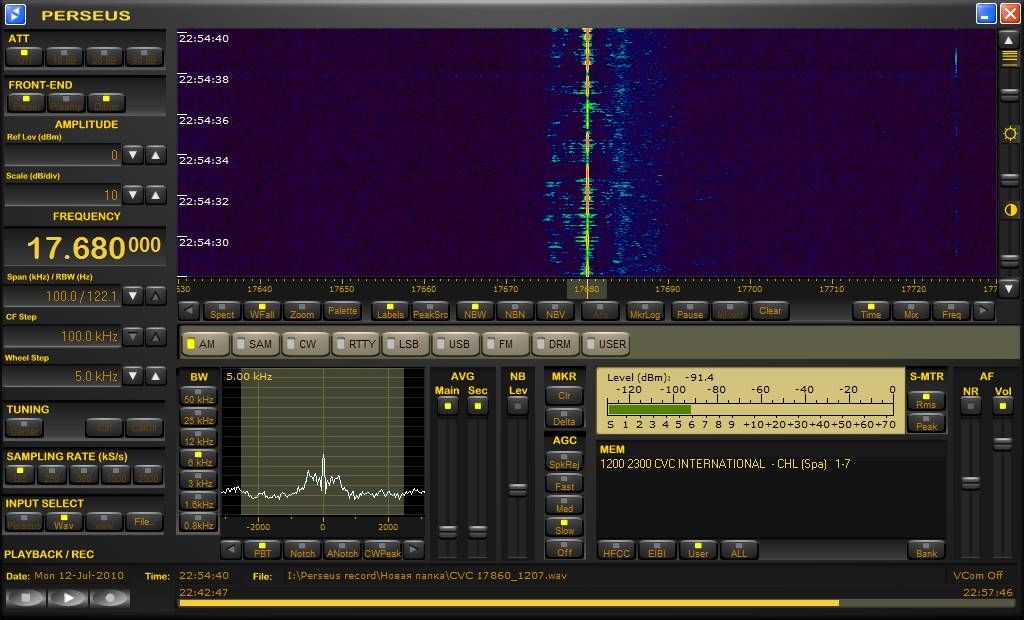 PERSEUS
ATT
Off 10 dB 20 dB 30 dB
FRONT-END
Presel Preamp Dither
AMPLITUDE
Ref Lev (dBm)
0
Scale (dB/div)
10
FREQUENCY
17.680 000
Span (kHz) / RBW (Hz)
100.0 / 122.1
CF Step
100.0 kHz
Wheel Step
5.0 kHz
TUNING
Center Cal CalDir
SAMPLING RATE (kS/s)
125 250 500 1000 2000
INPUT SELECT
Perseus Wav File..
22:54:40
22:54:38
22:54:36
22:54:34
22:54:32
22:54:30
530 17640 17650 17660 17670 17680 17690 17700 17710 17720 177
Spect WFall Zoom Palette Labels PeakSrc NBW NBN NBV MkrLog Pause MHold Clear Time Mix Freq
AM SAM CW RTTY LSB USB FM DRM USER
BW
50 kHz
25 kHz
12 kHz
6 kHz
3 kHz
1.6kHz
0.8kHz
5.00 kHz
-2000 0 2000
PBT Notch ANotch CWPeak
AVG
Main Sec
NB
Lev
MKR
Clr
Delta
AGC
SpkRej
Fast
Med
Slow
Off
Level (dBm): -91.4
-120 -100 -80 -60 -40 -20 0
S 1 2 3 4 5 6 7 8 9 +10+20+30+40+50+60+70
S-MTR
Rms
Peak
AF
NR Vol
MEM
1200 2300 CVC INTERNATIONAL - CHL (Spa) 1-7
HFCC EIBI User ALL Bank
PLAYBACK / REC
Date: Mon 12-Jul-2010 Time: 22:54:40 File: I:\Perseus record\Новая папка\CVC 17860_1207.wav VCom Off
22:42:47 22:57:46